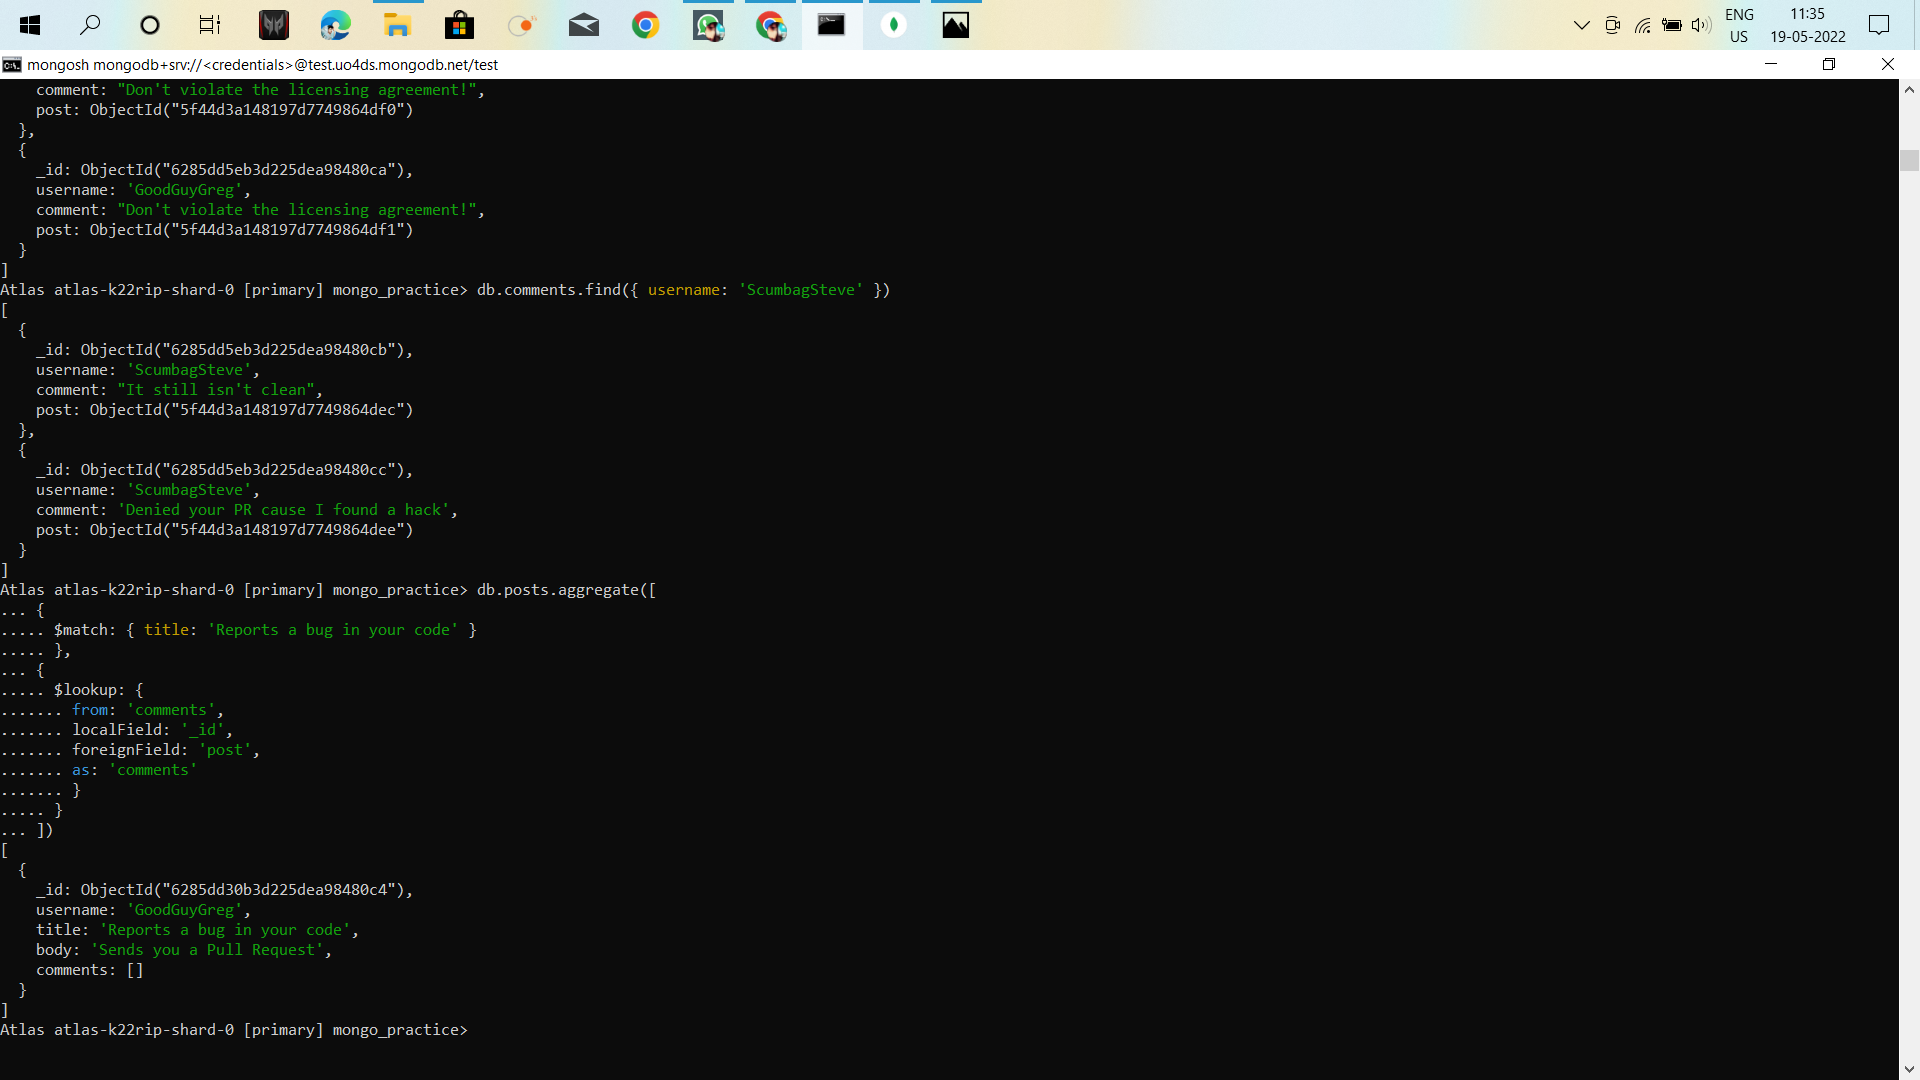 ENG
US
11:35
19-05-2022
mongosh mongodb+srv://<credentials>@test.uo4ds.mongodb.net/test
    comment: "Don't violate the licensing agreement!",
    post: ObjectId("5f44d3a148197d7749864df0")
  },
  {
    _id: ObjectId("6285dd5eb3d225dea98480ca"),
    username: 'GoodGuyGreg',
    comment: "Don't violate the licensing agreement!",
    post: ObjectId("5f44d3a148197d7749864df1")
  }
]
Atlas atlas-k22rip-shard-0 [primary] mongo_practice> db.comments.find({ username: 'ScumbagSteve' })
[
  {
    _id: ObjectId("6285dd5eb3d225dea98480cb"),
    username: 'ScumbagSteve',
    comment: "It still isn't clean",
    post: ObjectId("5f44d3a148197d7749864dec")
  },
  {
    _id: ObjectId("6285dd5eb3d225dea98480cc"),
    username: 'ScumbagSteve',
    comment: 'Denied your PR cause I found a hack',
    post: ObjectId("5f44d3a148197d7749864dee")
  }
]
Atlas atlas-k22rip-shard-0 [primary] mongo_practice> db.posts.aggregate([
... {
..... $match: { title: 'Reports a bug in your code' }
..... },
... {
..... $lookup: {
....... from: 'comments',
....... localField: '_id',
....... foreignField: 'post',
....... as: 'comments'
....... }
..... }
... ])
[
  {
    _id: ObjectId("6285dd30b3d225dea98480c4"),
    username: 'GoodGuyGreg',
    title: 'Reports a bug in your code',
    body: 'Sends you a Pull Request',
    comments: []
  }
]
Atlas atlas-k22rip-shard-0 [primary] mongo_practice>